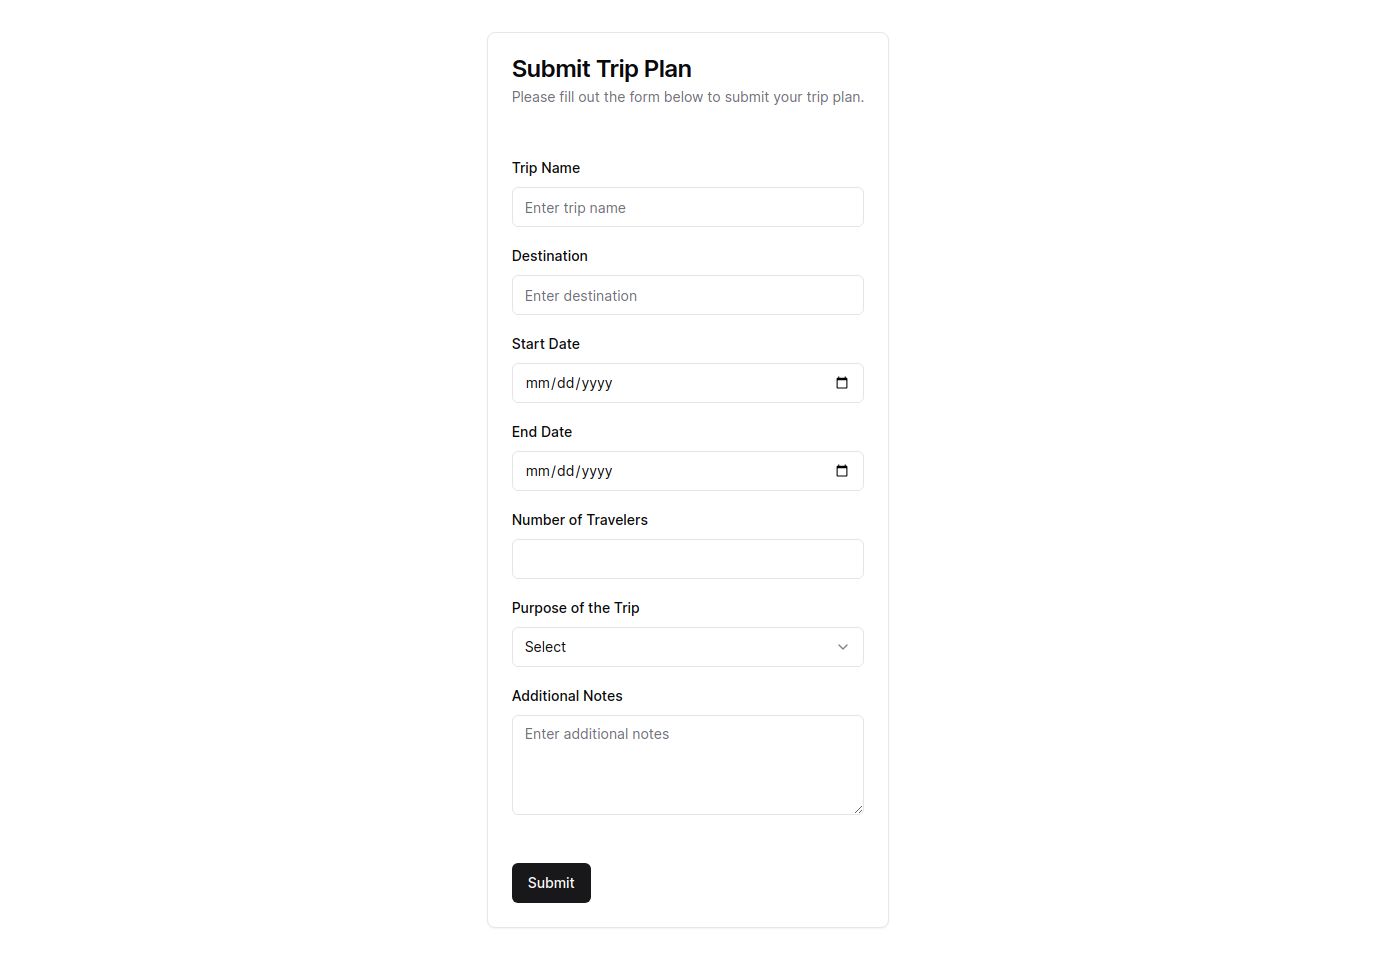 Submit Trip Plan
Please fill out the form below to submit your trip plan.
Trip Name
Enter trip name
Destination
Enter destination
Start Date
mm/dd/yyyy
End Date
mm/dd/yyyy
Number of Travelers
Purpose of the Trip
Select
Additional Notes
Enter additional notes
Submit